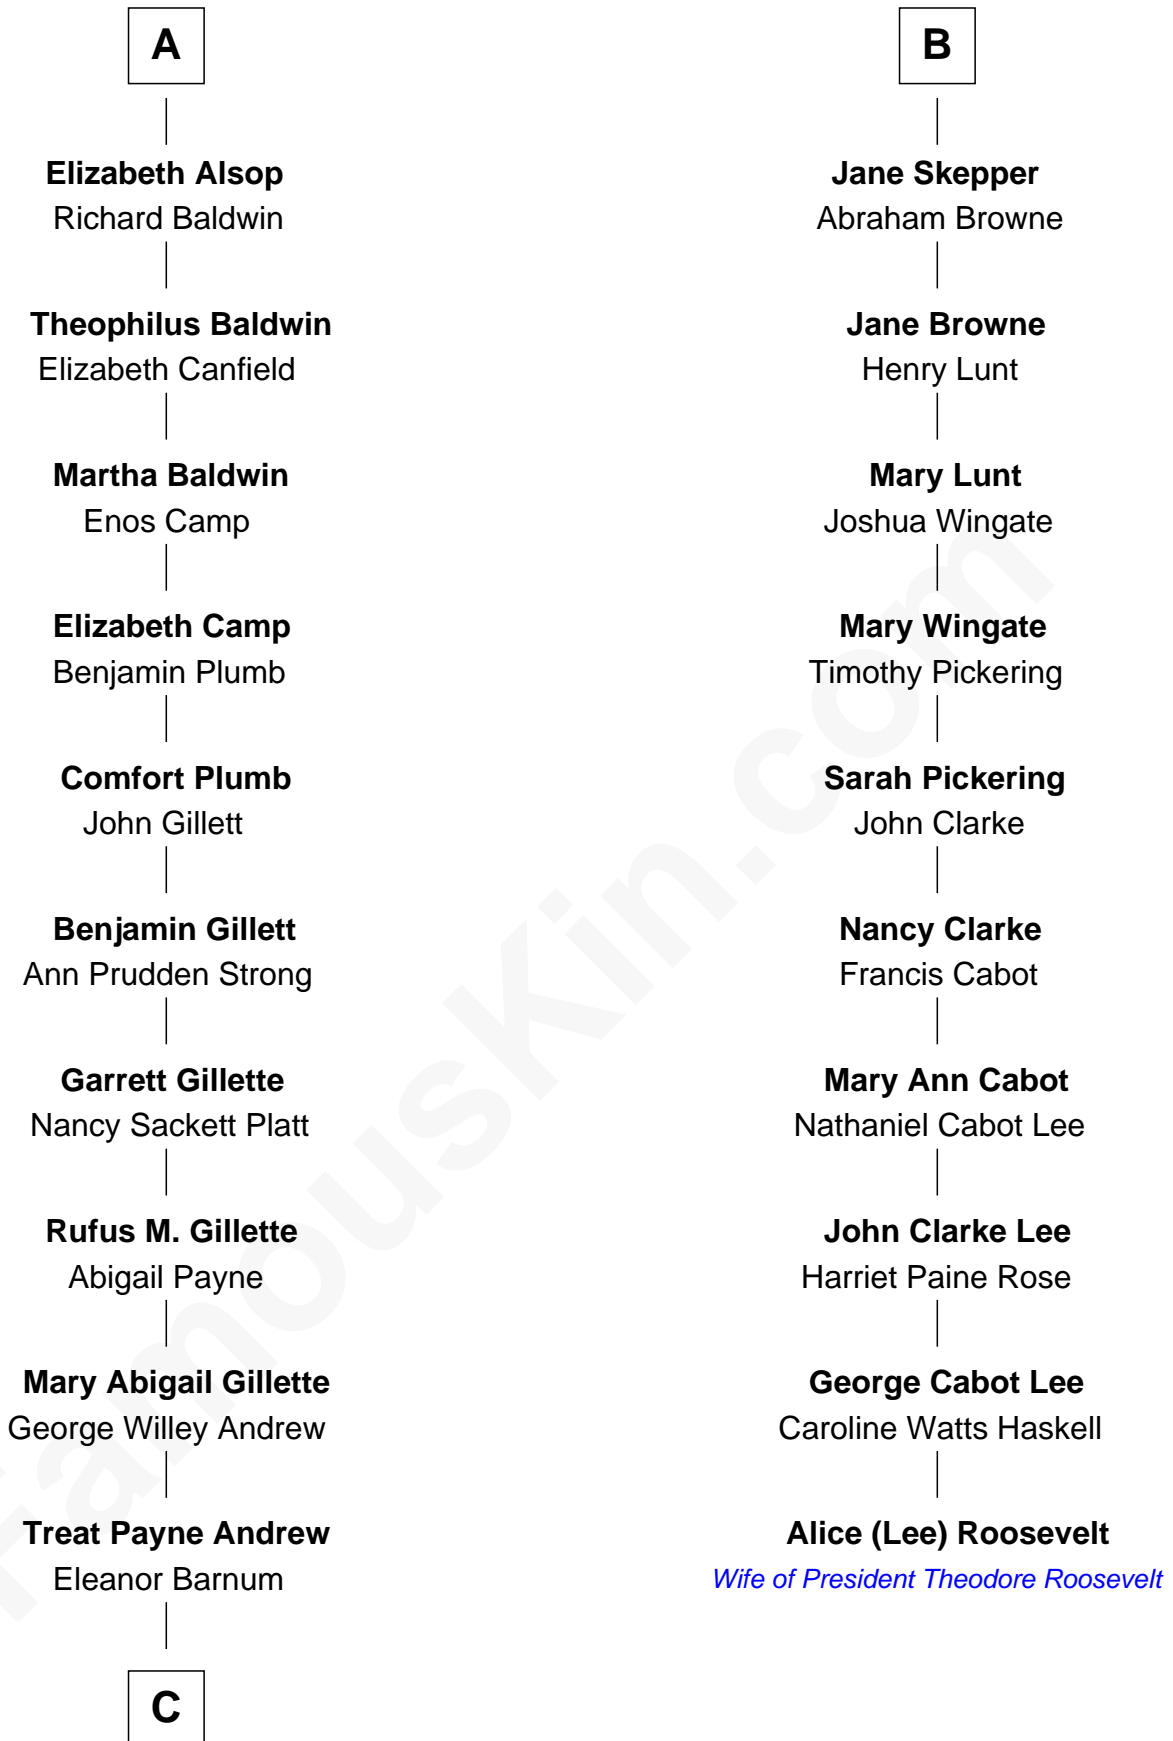 A
Elizabeth Alsop
Richard Baldwin
Theophilus Baldwin
Elizabeth Canfield
Martha Baldwin
Enos Camp
Elizabeth Camp
Benjamin Plumb
Comfort Plumb
John Gillett
Benjamin Gillett
Ann Prudden Strong
Garrett Gillette
Nancy Sackett Platt
Rufus M. Gillette
Abigail Payne
Mary Abigail Gillette
George Willey Andrew
Treat Payne Andrew
Eleanor Barnum
C
B
Jane Skepper
Abraham Browne
Jane Browne
Henry Lunt
Mary Lunt
Joshua Wingate
Mary Wingate
Timothy Pickering
Sarah Pickering
John Clarke
Nancy Clarke
Francis Cabot
Mary Ann Cabot
Nathaniel Cabot Lee
John Clarke Lee
Harriet Paine Rose
George Cabot Lee
Caroline Watts Haskell
Alice (Lee) Roosevelt
Wife of President Theodore Roosevelt
FamousKin.com